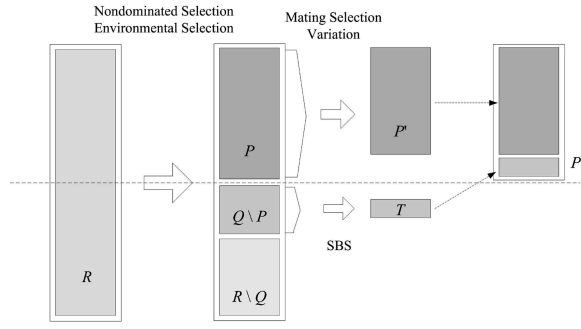 Nondominated Selection
Environmental Selection
Mating Selection
Variation
P
P'
P
Q \ P
T
SBS
R
R \ Q